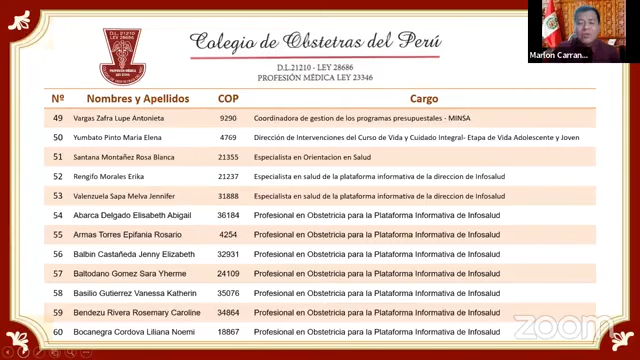 D.L. 21210
LEY 28686
Colegio de Obstetras del Perú
D.L.21210 - LEY 28686
PROFESIÓN MÉDICA LEY 23346
Marlon Carran...
Nº Nombres y Apellidos COP Cargo
49 Vargas Zafra Lupe Antonieta 9290 Coordinadora de gestion de los programas presupuestales - MINSA
50 Yumbato Pinto Maria Elena 4769 Dirección de Intervenciones del Curso de Vida y Cuidado Integral- Etapa de Vida Adolescente y Joven
51 Santana Montañez Rosa Blanca 21355 Especialista en Orientacion en Salud
52 Rengifo Morales Erika 21237 Especialista en salud de la plataforma informativa de la direccion de Infosalud
53 Valenzuela Sapa Melva Jennifer 31888 Especialista en salud de la plataforma informativa de la direccion de Infosalud
54 Abarca Delgado Elisabeth Abigail 36184 Profesional en Obstetricia para la Plataforma Informativa de Infosalud
55 Armas Torres Epifania Rosario 4254 Profesional en Obstetricia para la Plataforma Informativa de Infosalud
56 Balbin Castañeda Jenny Elizabeth 32931 Profesional en Obstetricia para la Plataforma Informativa de Infosalud
57 Baltodano Gomez Sara Yherme 24109 Profesional en Obstetricia para la Plataforma Informativa de Infosalud
58 Basilio Gutierrez Vanessa Katherin 35076 Profesional en Obstetricia para la Plataforma Informativa de Infosalud
59 Bendezu Rivera Rosemary Caroline 34864 Profesional en Obstetricia para la Plataforma Informativa de Infosalud
60 Bocanegra Cordova Liliana Noemi 18867 Profesional en Obstetricia para la Plataforma Informativa de Infosalud
zoom